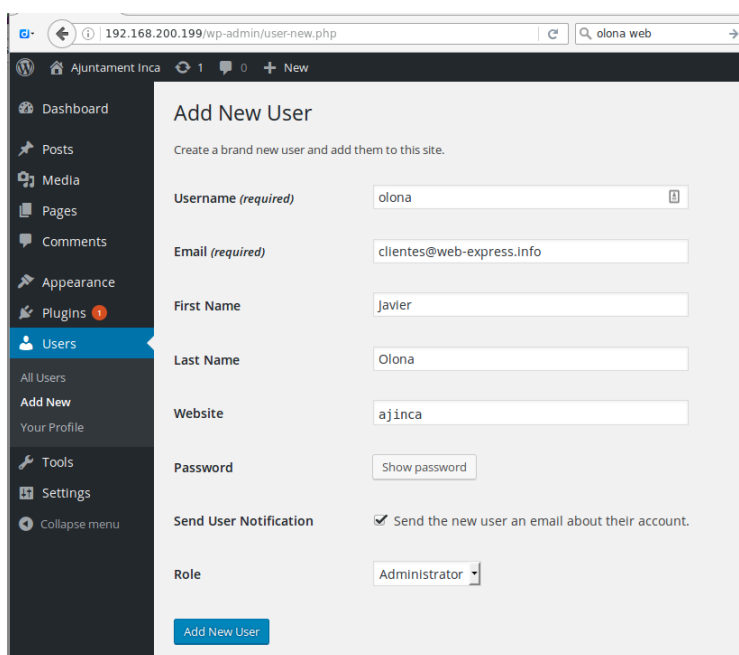 192.168.200.199/wp-admin/user-new.php
olona web
Ajuntament Inca 1 0 + New
Dashboard
Posts
Media
Pages
Comments
Appearance
Plugins 1
Users
All Users
Add New
Your Profile
Tools
Settings
Collapse menu
Add New User
Create a brand new user and add them to this site.
Username (required) olona
Email (required) clientes@web-express.info
First Name Javier
Last Name Olona
Website ajinca
Password Show password
Send User Notification Send the new user an email about their account.
Role Administrator
Add New User